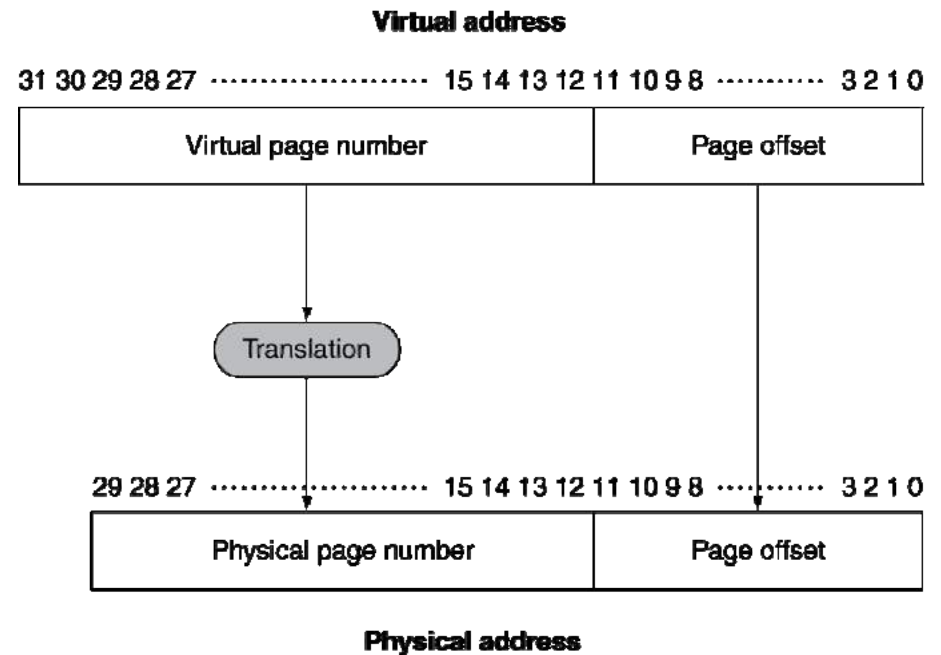 Virtual address
31 30 29 28 27 ····················· 15 14 13 12 11 10 9 8 ·········· 3 2 1 0
Virtual page number Page offset
Translation
29 28 27 ····················· 15 14 13 12 11 10 9 8 ·········· 3 2 1 0
Physical page number Page offset
Physical address